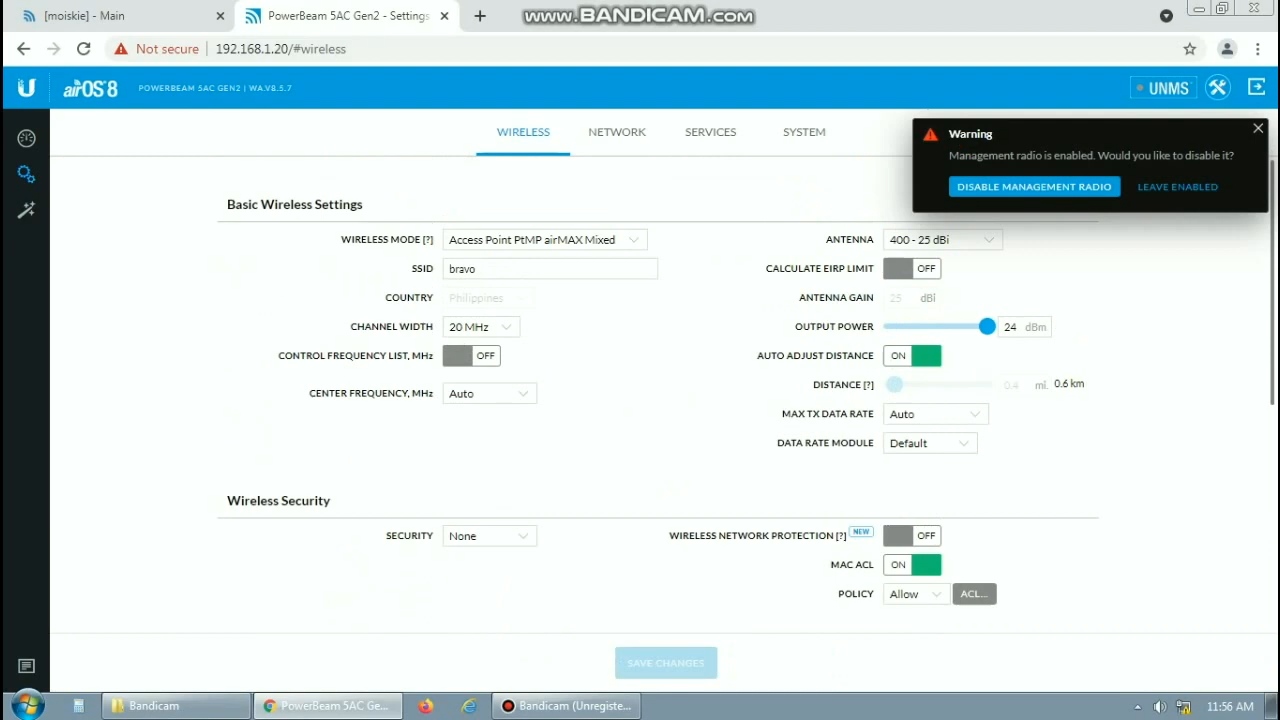 [moiskie] - Main
PowerBeam 5AC Gen2 - Settings
www.BANDICAM.com
Not secure
192.168.1.20/#wireless
airOS 8
POWERBEAM 5AC GEN2 | WA.V8.5.7
UNMS
WIRELESS
NETWORK
SERVICES
SYSTEM
Warning
Management radio is enabled. Would you like to disable it?
DISABLE MANAGEMENT RADIO
LEAVE ENABLED
Basic Wireless Settings
WIRELESS MODE [?] Access Point PtMP airMAX Mixed
SSID bravo
COUNTRY Philippines
CHANNEL WIDTH 20 MHz
CONTROL FREQUENCY LIST, MHz OFF
CENTER FREQUENCY, MHz Auto
ANTENNA 400 - 25 dBi
CALCULATE EIRP LIMIT OFF
ANTENNA GAIN 25 dBi
OUTPUT POWER 24 dBm
AUTO ADJUST DISTANCE ON
DISTANCE [?] 0.4 mi. 0.6 km
MAX TX DATA RATE Auto
DATA RATE MODULE Default
Wireless Security
SECURITY None
WIRELESS NETWORK PROTECTION [?] NEW OFF
MAC ACL ON
POLICY Allow ACL...
SAVE CHANGES
Bandicam
PowerBeam 5AC Ge...
Bandicam (Unregiste...
11:56 AM